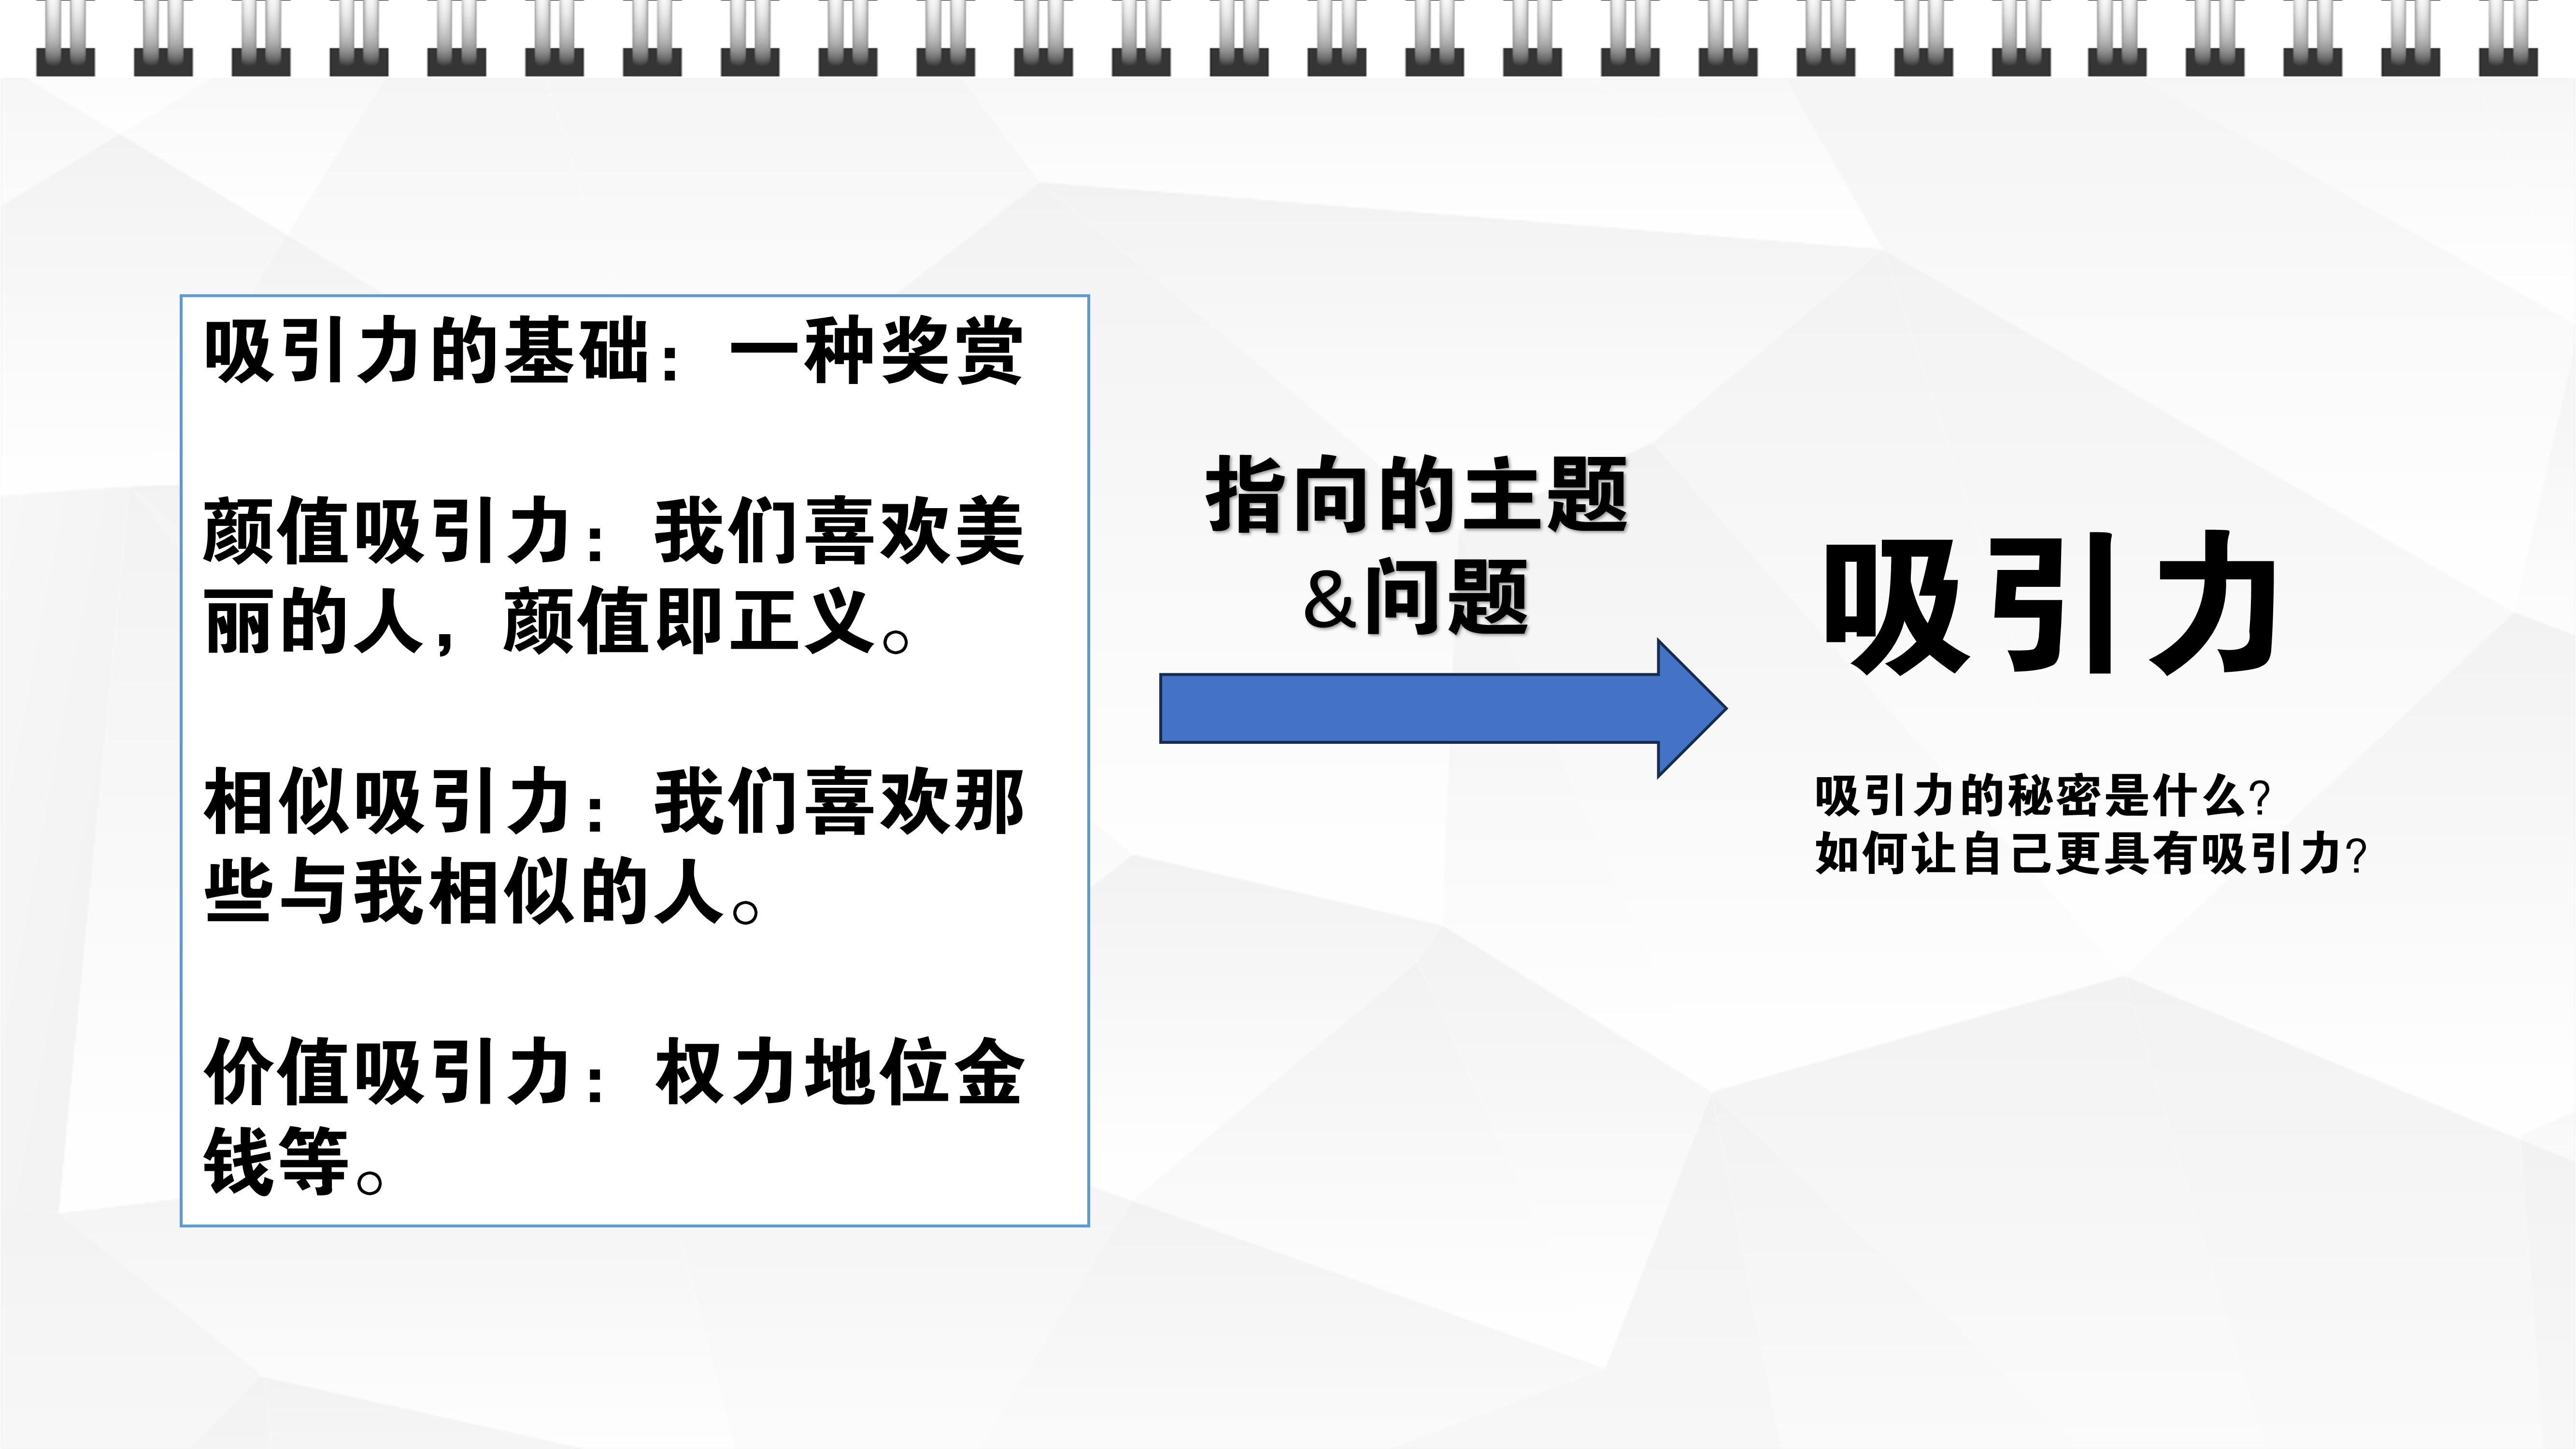 吸引力的基础：一种奖赏
颜值吸引力：我们喜欢美
丽的人，颜值即正义。
相似吸引力：我们喜欢那
些与我相似的人。
价值吸引力：权力地位金
钱等。
指向的主题
&问题
吸引力
吸引力的秘密是什么？
如何让自己更具有吸引力？